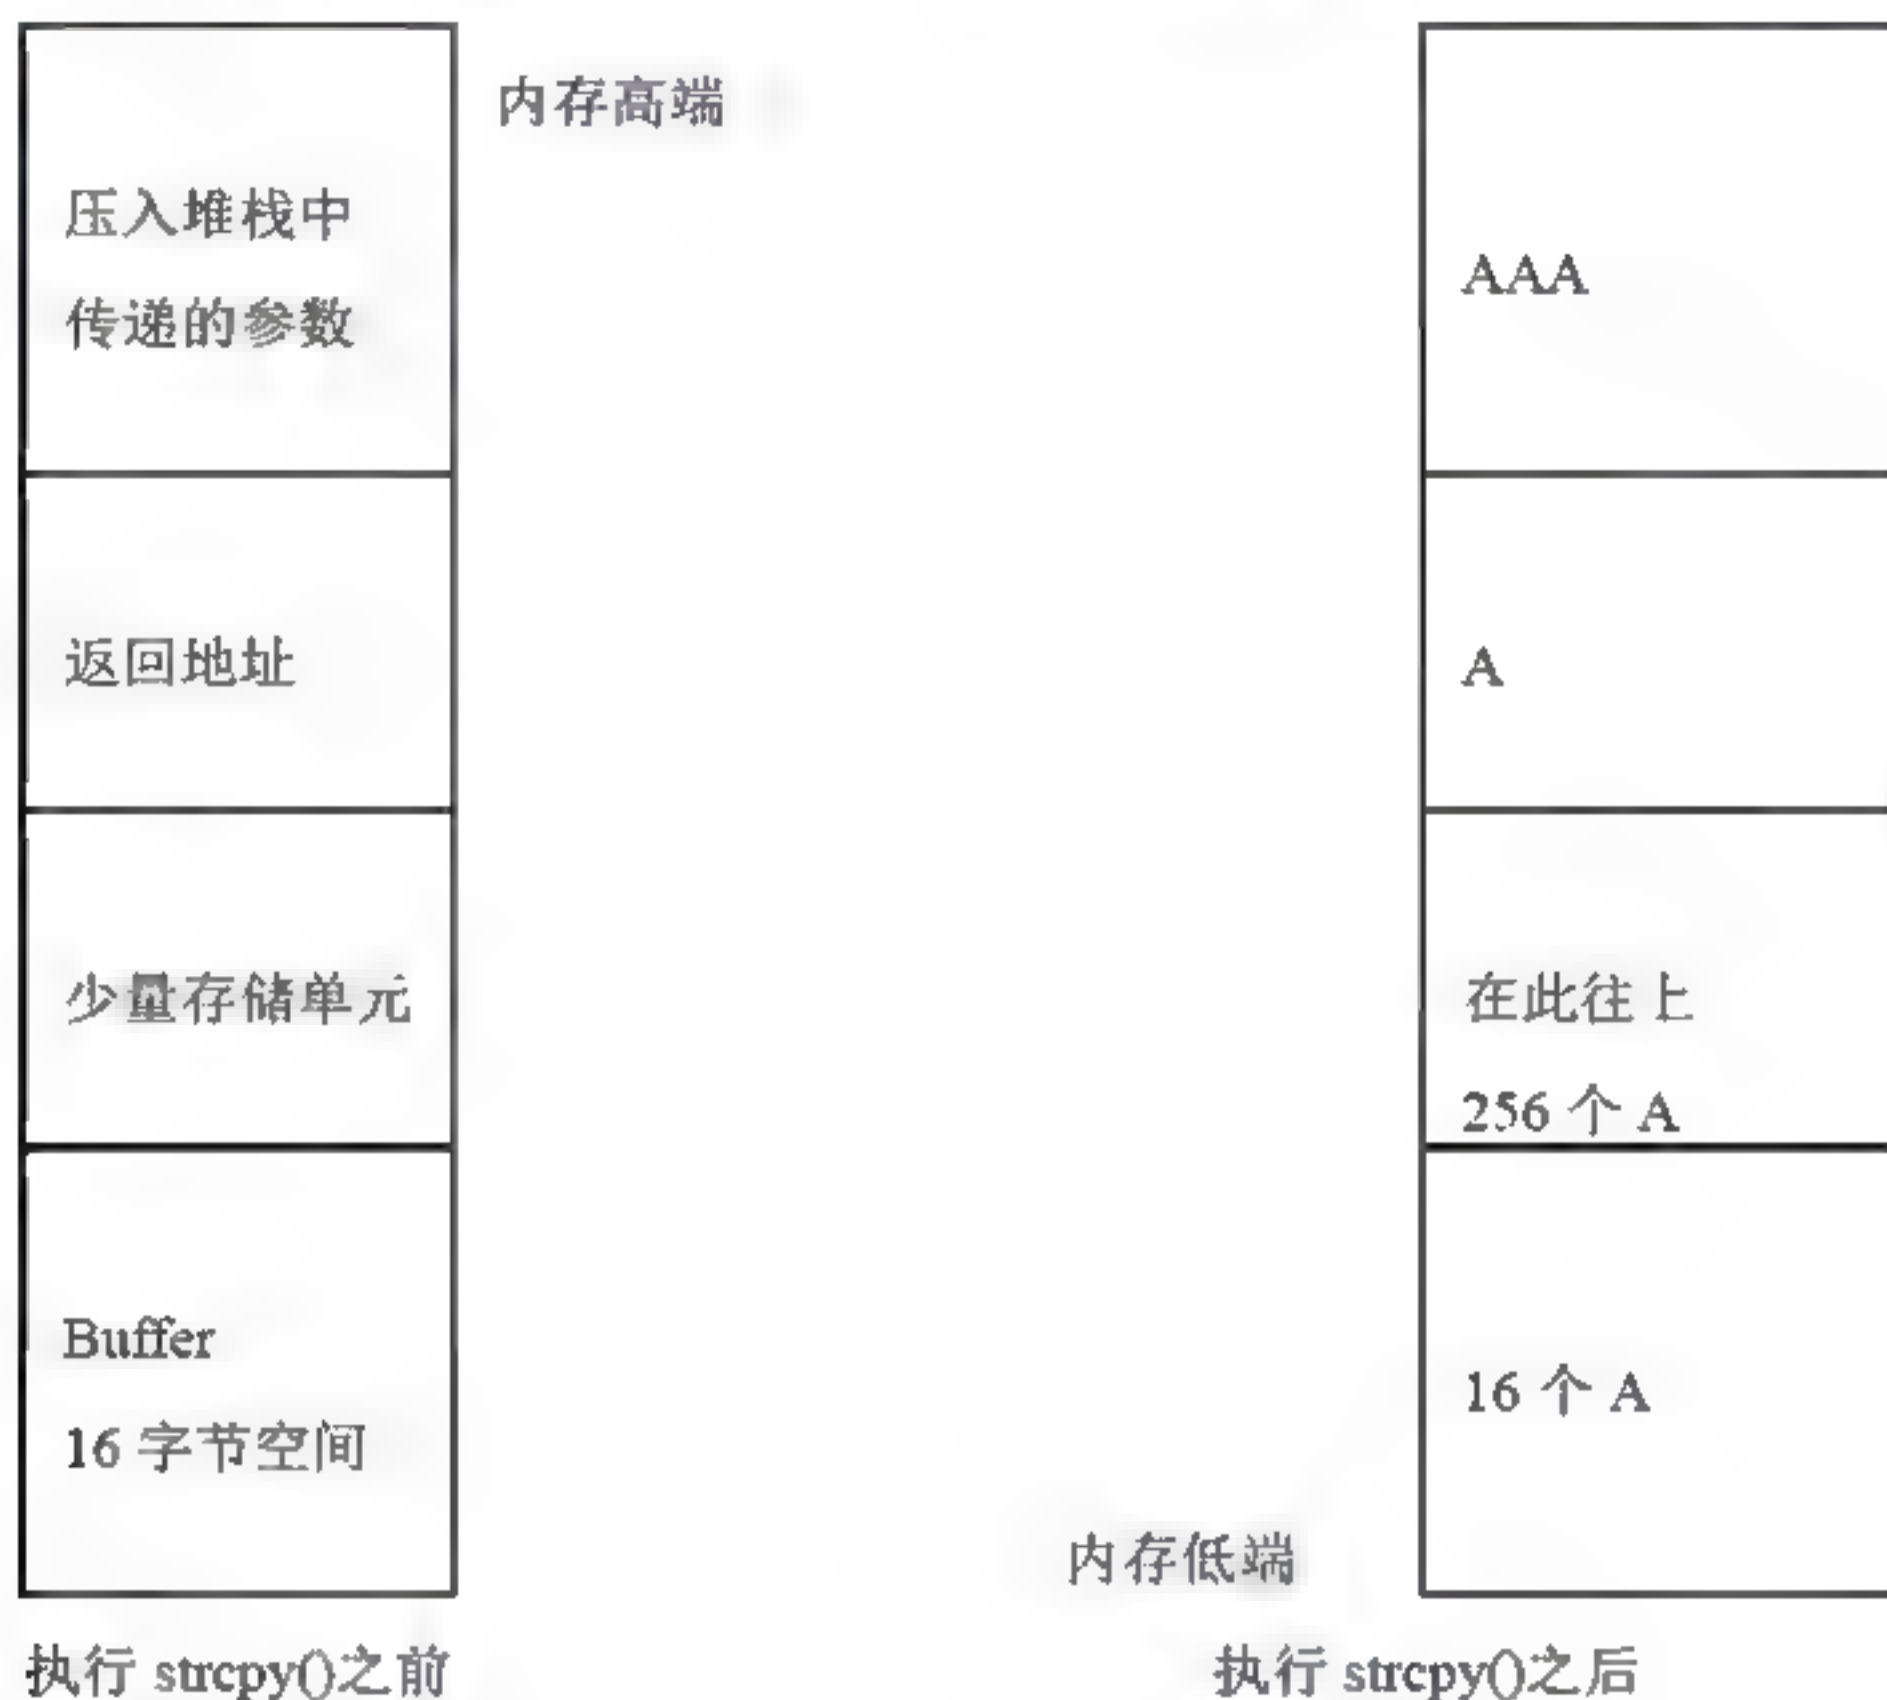 内存高端
压入堆栈中
传递的参数
返回地址
少量存储单元
Buffer
16 字节空间
执行 strcpy()之前
AAA
A
在此往上
256 个 A
16 个 A
内存低端
执行 strcpy()之后